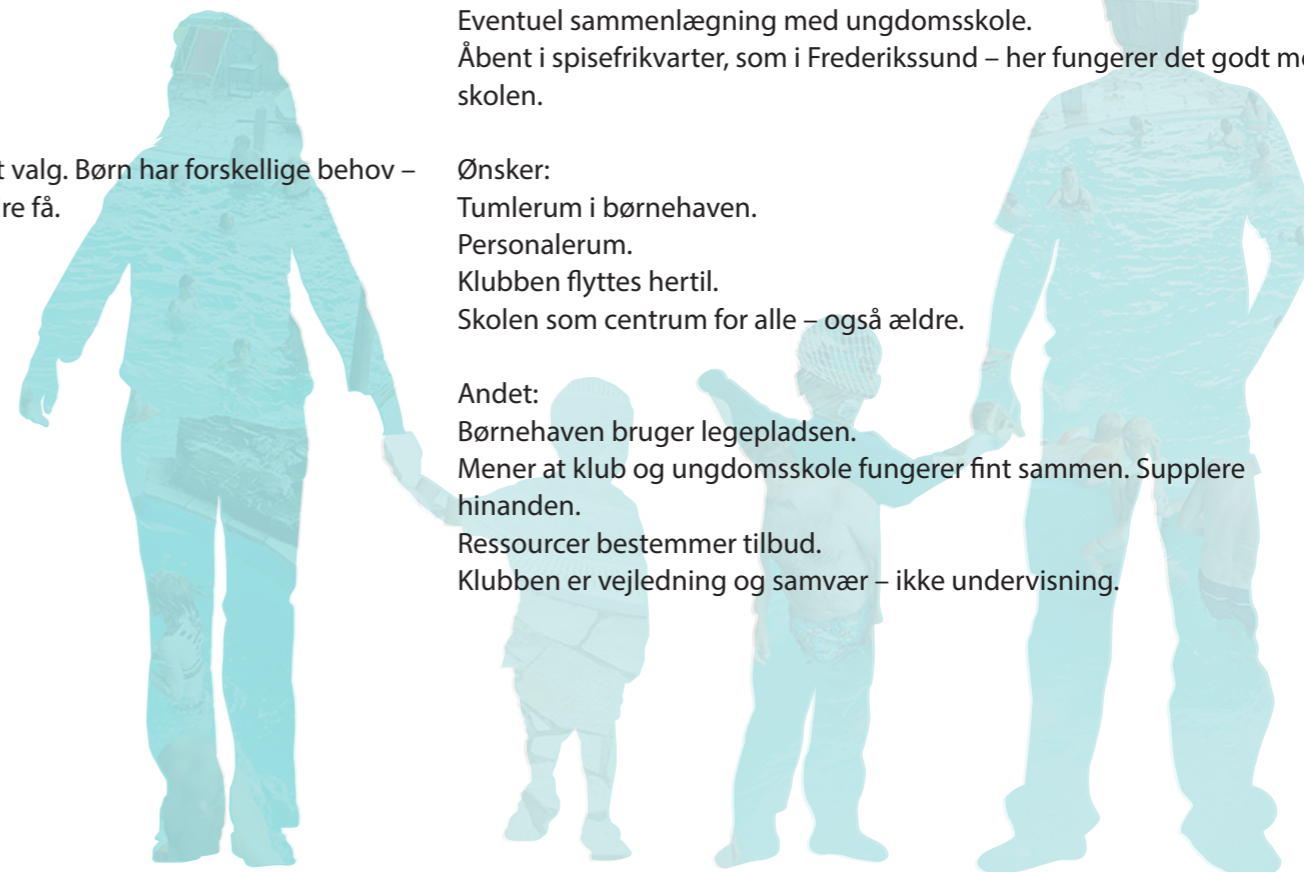 t valg. Børn har forskellige behov –
re få.
Eventuel sammenlægning med ungdomsskole.
Åbent i spisefrikvarter, som i Frederikssund – her fungerer det godt me
skolen.
Ønsker:
Tumlerum i børnehaven.
Personalerum.
Klubben flyttes hertil.
Skolen som centrum for alle – også ældre.
Andet:
Børnehaven bruger legepladsen.
Mener at klub og ungdomsskole fungerer fint sammen. Supplere
hinanden.
Ressourcer bestemmer tilbud.
Klubben er vejledning og samvær – ikke undervisning.